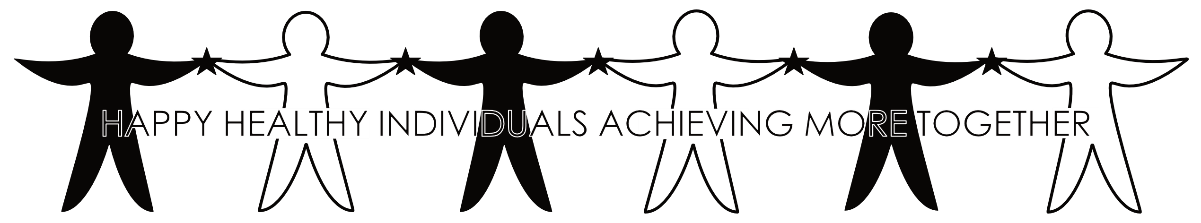 HAPPY HEALTHY INDIVIDUALS ACHIEVING MORE TOGETHER